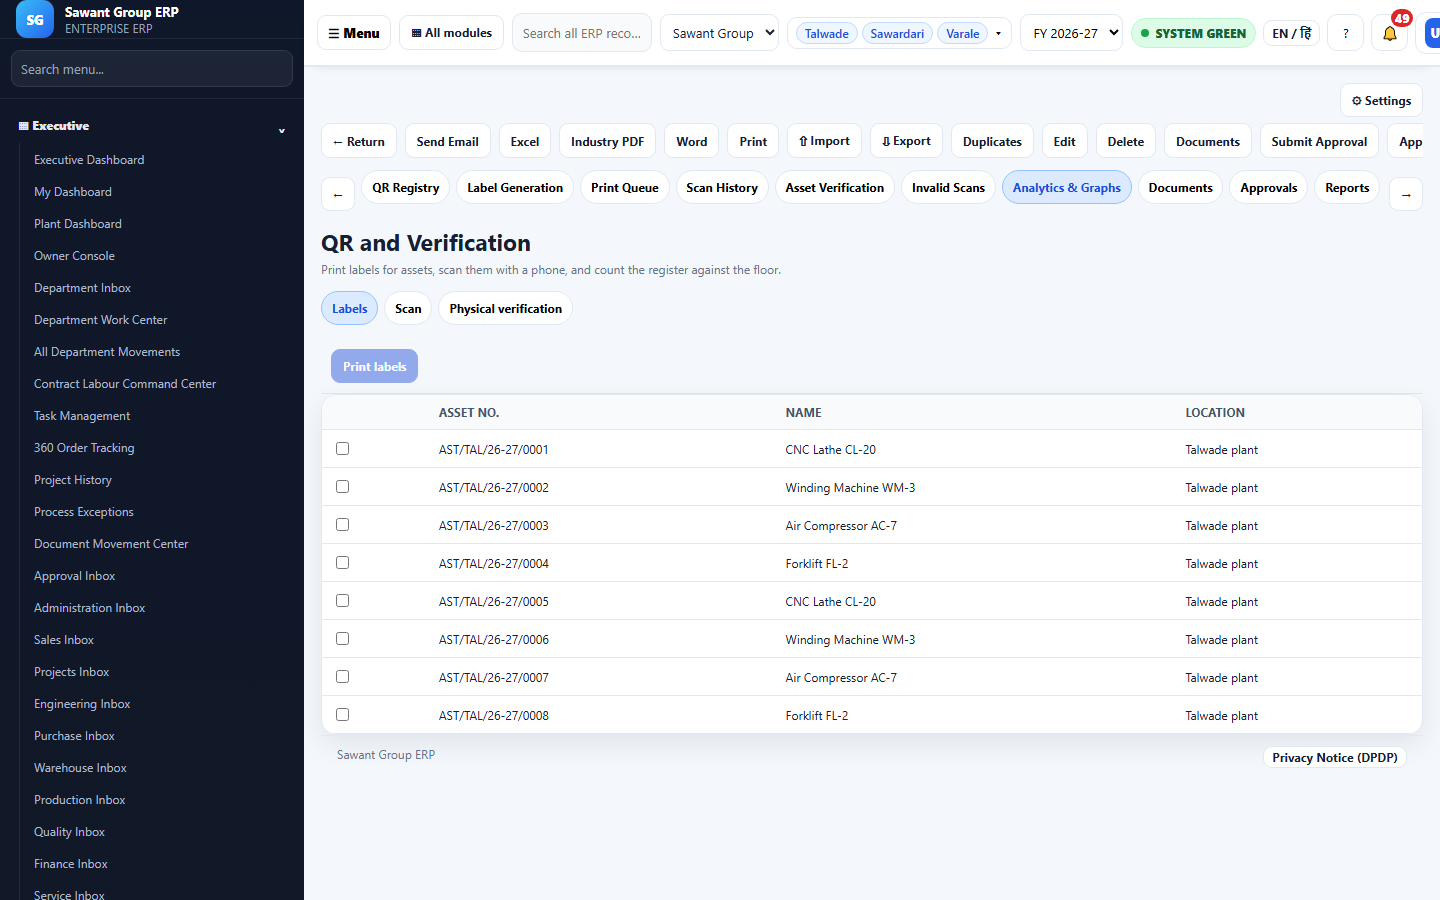 SG
Sawant Group ERP
ENTERPRISE ERP
Search menu...
Executive
Executive Dashboard
My Dashboard
Plant Dashboard
Owner Console
Department Inbox
Department Work Center
All Department Movements
Contract Labour Command Center
Task Management
360 Order Tracking
Project History
Process Exceptions
Document Movement Center
Approval Inbox
Administration Inbox
Sales Inbox
Projects Inbox
Engineering Inbox
Purchase Inbox
Warehouse Inbox
Production Inbox
Quality Inbox
Finance Inbox
Service Inbox
☰ Menu
All modules
Search all ERP reco...
Sawant Group
Talwade
Sawardari
Varale
FY 2026-27
SYSTEM GREEN
EN / हिं
?
49
U
⚙ Settings
← Return
Send Email
Excel
Industry PDF
Word
Print
⇧ Import
⇩ Export
Duplicates
Edit
Delete
Documents
Submit Approval
App
←
QR Registry
Label Generation
Print Queue
Scan History
Asset Verification
Invalid Scans
Analytics & Graphs
Documents
Approvals
Reports
→
QR and Verification
Print labels for assets, scan them with a phone, and count the register against the floor.
Labels
Scan
Physical verification
Print labels
ASSET NO. NAME LOCATION
AST/TAL/26-27/0001 CNC Lathe CL-20 Talwade plant
AST/TAL/26-27/0002 Winding Machine WM-3 Talwade plant
AST/TAL/26-27/0003 Air Compressor AC-7 Talwade plant
AST/TAL/26-27/0004 Forklift FL-2 Talwade plant
AST/TAL/26-27/0005 CNC Lathe CL-20 Talwade plant
AST/TAL/26-27/0006 Winding Machine WM-3 Talwade plant
AST/TAL/26-27/0007 Air Compressor AC-7 Talwade plant
AST/TAL/26-27/0008 Forklift FL-2 Talwade plant
Sawant Group ERP
Privacy Notice (DPDP)